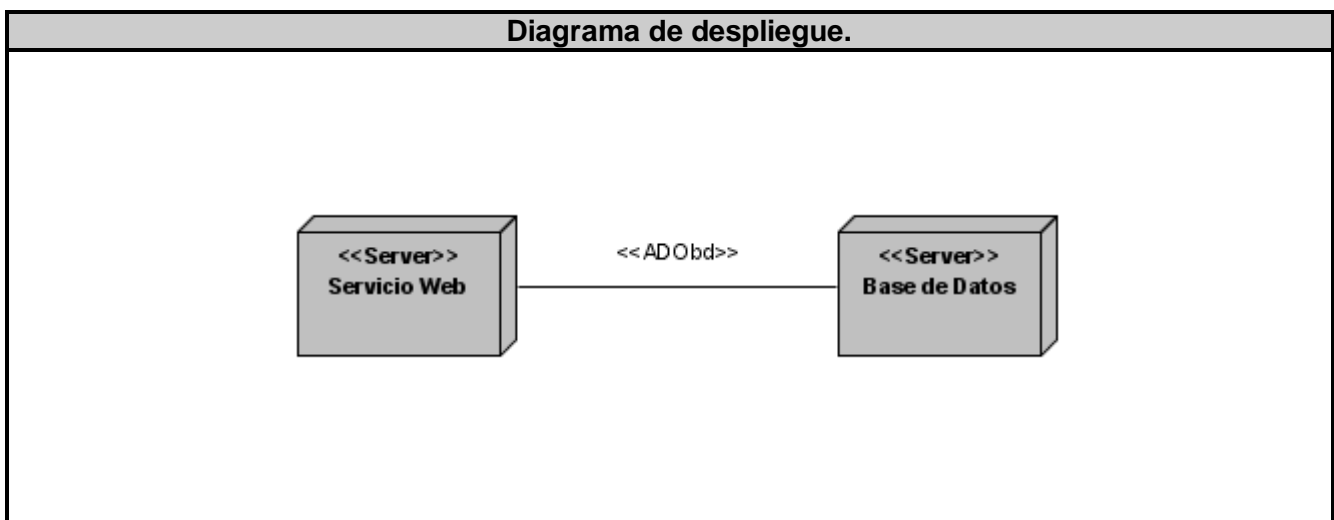 Diagrama de despliegue.
<<Server>>
Servicio Web
<<ADObd>>
<<Server>>
Base de Datos